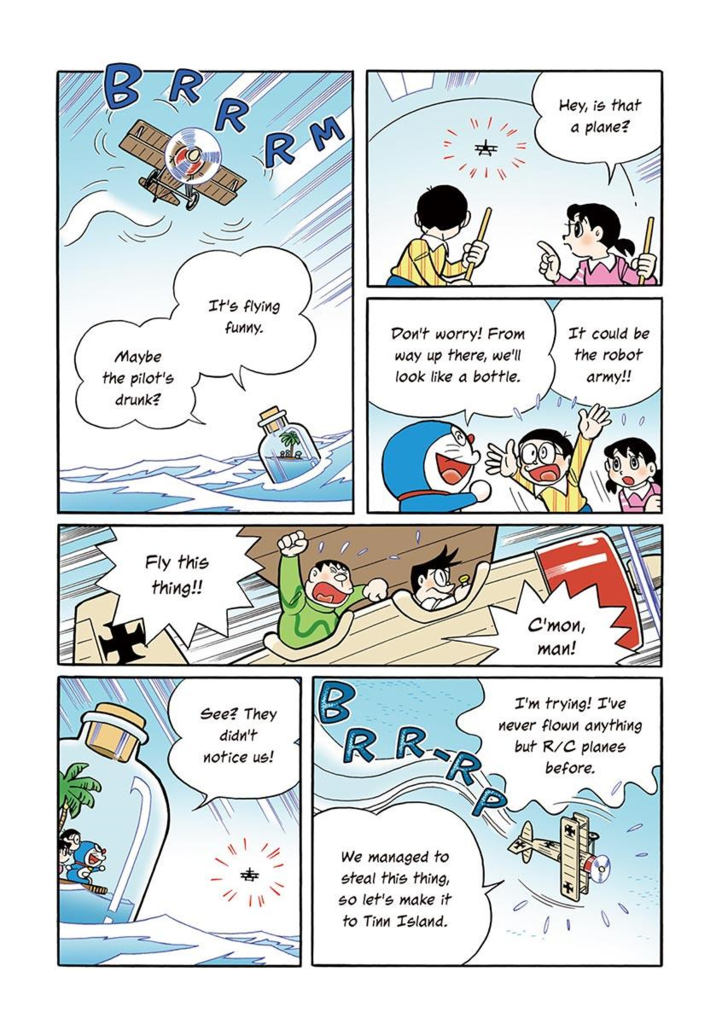 BRRRM
It's flying
funny.
Maybe
the pilot's
drunk?
Hey, is that
a plane?
Don't worry! From
way up there, we'll
look like a bottle.
It could be
the robot
army!!
Fly this
thing!!
C'mon,
man!
See? They
didn't
notice us!
BRR-RP
I'm trying! I've
never flown anything
but R/C planes
before.
We managed to
steal this thing,
so let's make it
to Tinn Island.